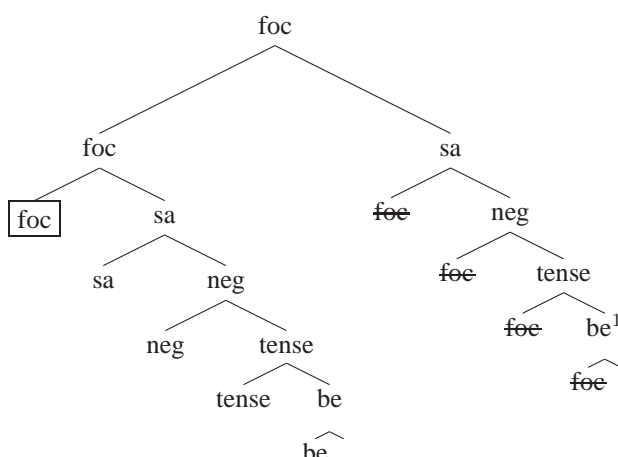 foc
foc sa
foc sa foc neg
sa neg foc tense
neg tense foc be¹
tense be foc
be